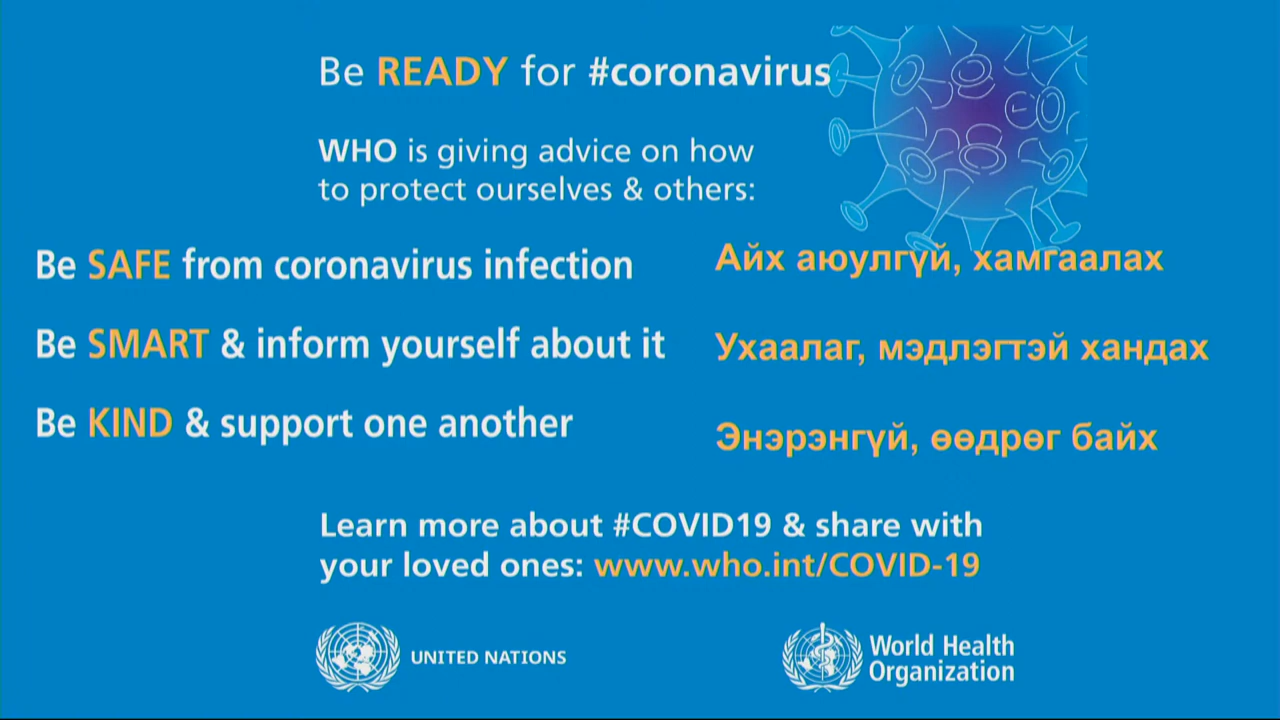 Be READY for #coronavirus
WHO is giving advice on how
to protect ourselves & others:
Be SAFE from coronavirus infection
Айх аюулгүй, хамгаалах
Be SMART & inform yourself about it
Ухаалаг, мэдлэгтэй хандах
Be KIND & support one another
Энэрэнгүй, өөдрөг байх
Learn more about #COVID19 & share with
your loved ones: www.who.int/COVID-19
UNITED NATIONS
World Health
Organization